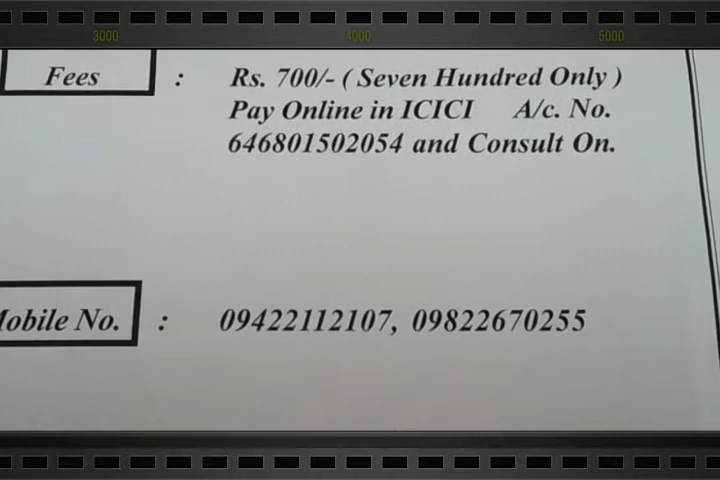 3000 4000 5000
Fees : Rs. 700/- ( Seven Hundred Only )
Pay Online in ICICI A/c. No.
646801502054 and Consult On.
Mobile No. : 09422112107, 09822670255